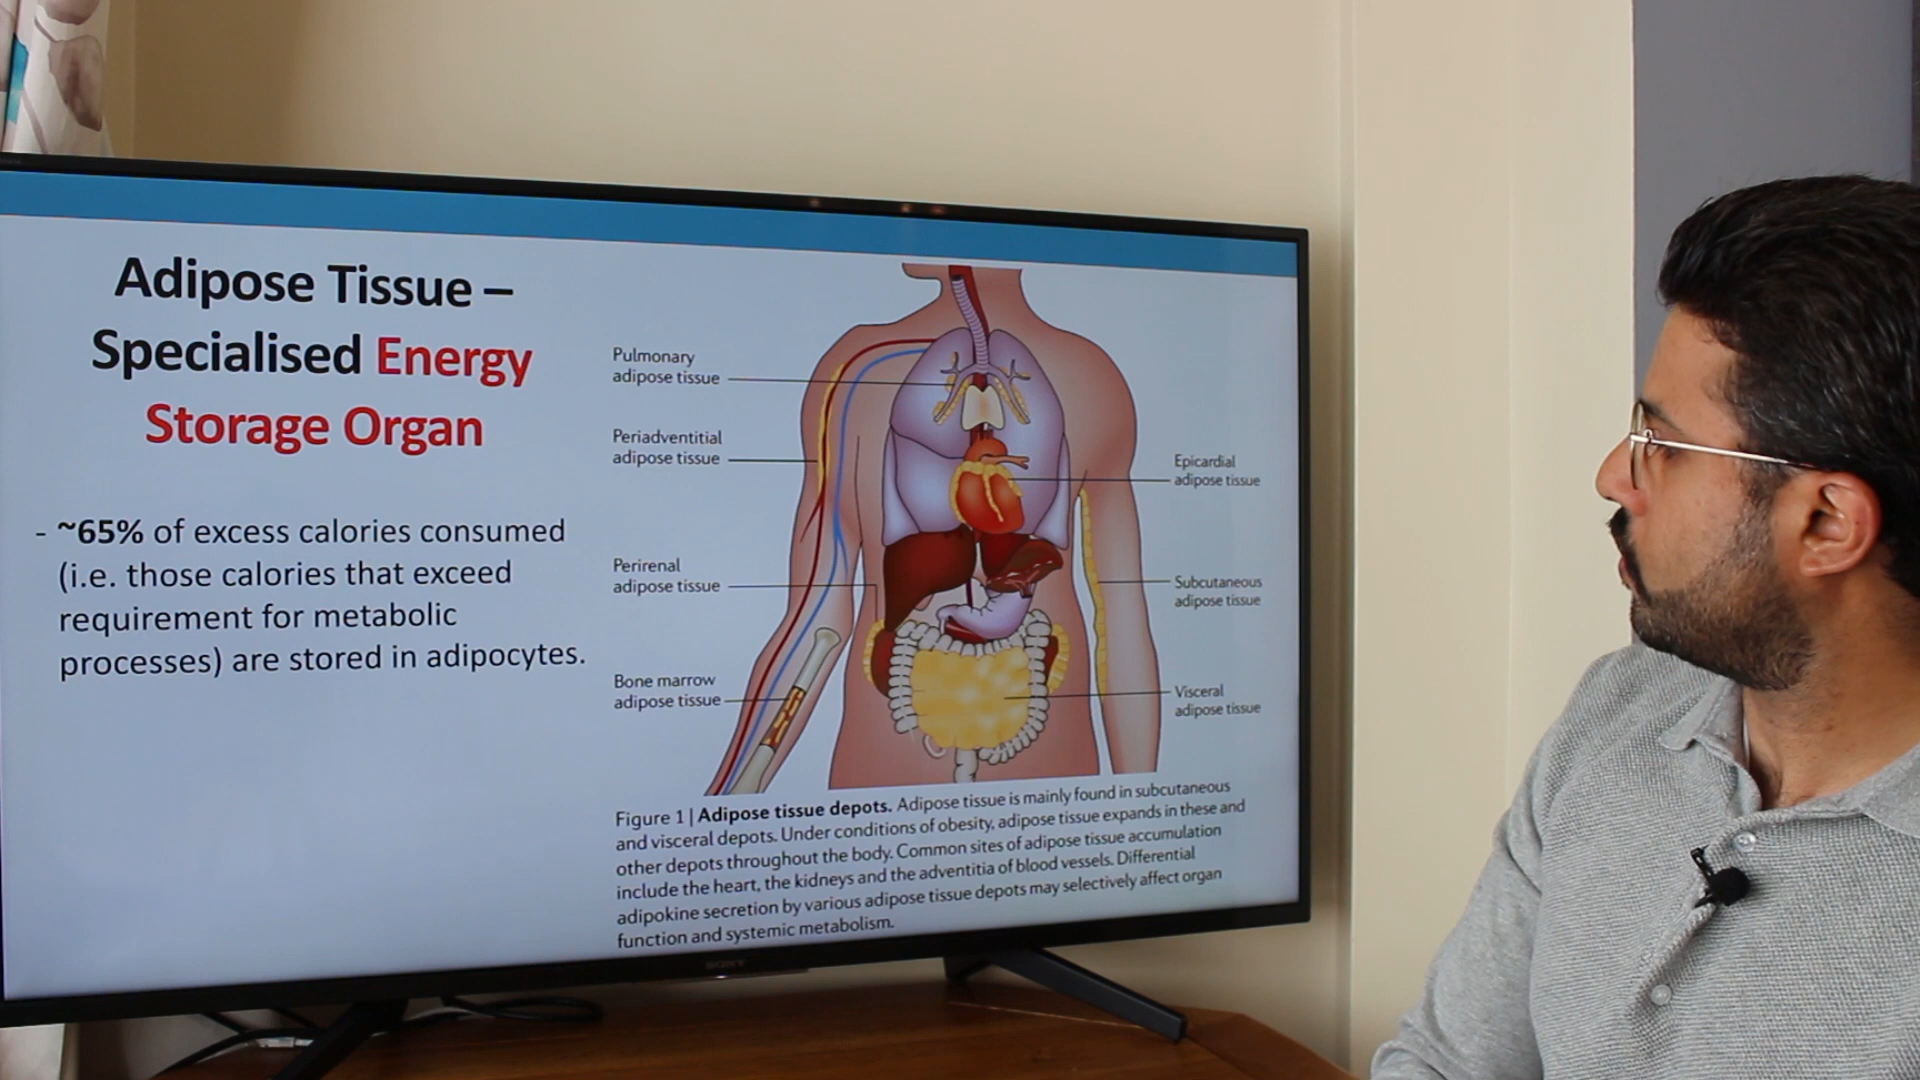 Adipose Tissue –
Specialised Energy
Storage Organ
- ~65% of excess calories consumed
(i.e. those calories that exceed
requirement for metabolic
processes) are stored in adipocytes.
Pulmonary
adipose tissue
Periadventitial
adipose tissue
Perirenal
adipose tissue
Bone marrow
adipose tissue
Epicardial
adipose tissue
Subcutaneous
adipose tissue
Visceral
adipose tissue
Figure 1 | Adipose tissue depots. Adipose tissue is mainly found in subcutaneous
and visceral depots. Under conditions of obesity, adipose tissue expands in these and
other depots throughout the body. Common sites of adipose tissue accumulation
include the heart, the kidneys and the adventitia of blood vessels. Differential
adipokine secretion by various adipose tissue depots may selectively affect organ
function and systemic metabolism.
SONY